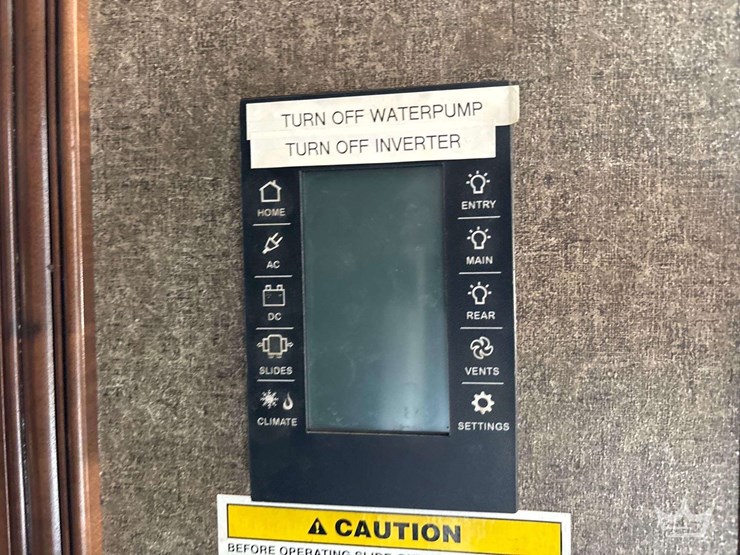 TURN OFF WATERPUMP
TURN OFF INVERTER
HOME
ENTRY
AC
MAIN
DC
REAR
SLIDES
VENTS
CLIMATE
SETTINGS
CAUTION
BEFORE OPERATING SLIDE